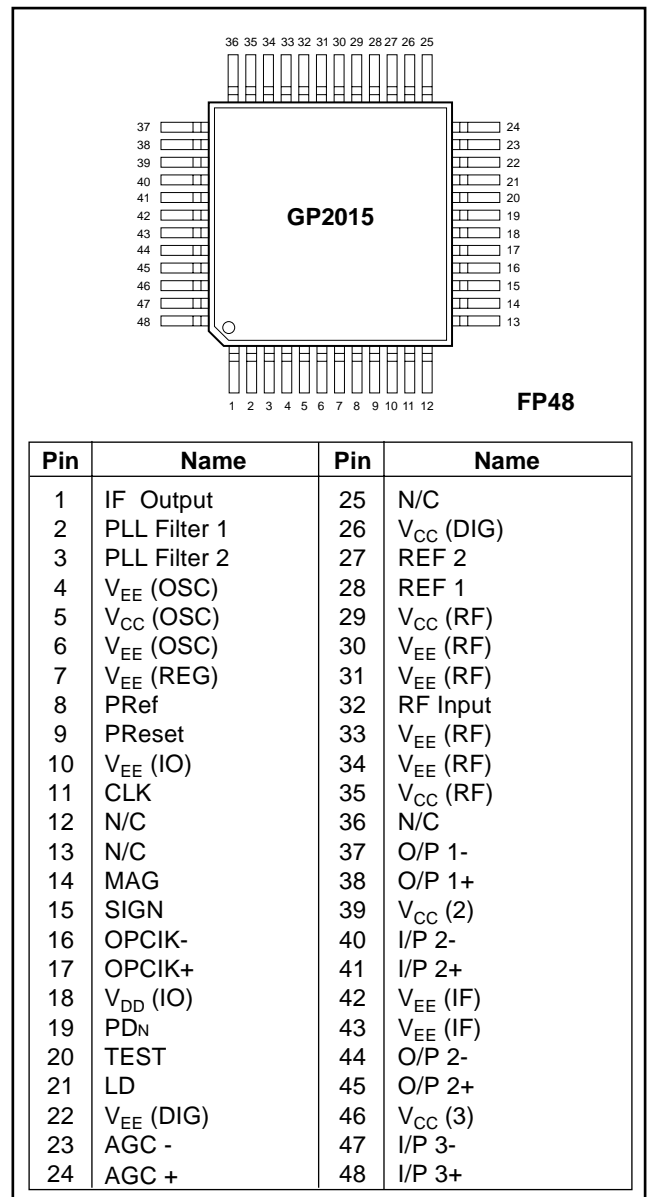 36 35 34 33 32 31 30 29 28 27 26 25
37 24
38 23
39 22
40 21
41 20
42 GP2015 19
43 18
44 17
45 16
46 15
47 14
48 13
1 2 3 4 5 6 7 8 9 10 11 12
FP48
Pin Name Pin Name
1 IF Output 25 N/C
2 PLL Filter 1 26 VCC (DIG)
3 PLL Filter 2 27 REF 2
4 VEE (OSC) 28 REF 1
5 VCC (OSC) 29 VCC (RF)
6 VEE (OSC) 30 VEE (RF)
7 VEE (REG) 31 VEE (RF)
8 PRef 32 RF Input
9 PReset 33 VEE (RF)
10 VEE (IO) 34 VEE (RF)
11 CLK 35 VCC (RF)
12 N/C 36 N/C
13 N/C 37 O/P 1-
14 MAG 38 O/P 1+
15 SIGN 39 VCC (2)
16 OPCIK- 40 I/P 2-
17 OPCIK+ 41 I/P 2+
18 VDD (IO) 42 VEE (IF)
19 PDN 43 VEE (IF)
20 TEST 44 O/P 2-
21 LD 45 O/P 2+
22 VEE (DIG) 46 VCC (3)
23 AGC - 47 I/P 3-
24 AGC + 48 I/P 3+